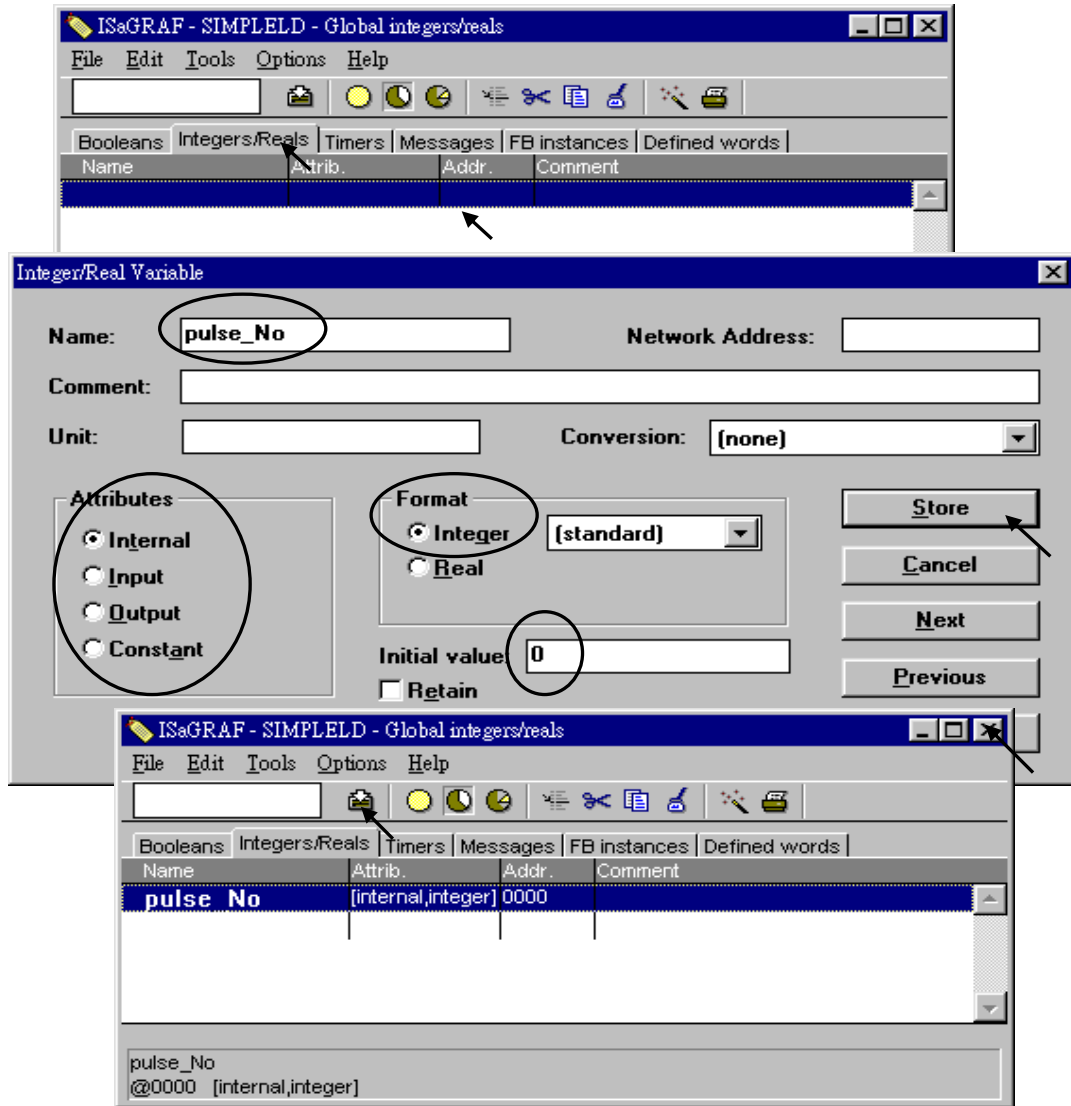 ISaGRAF - SIMPLELD - Global integers/reals
File Edit Tools Options Help
Booleans Integers/Reals Timers Messages FB instances Defined words
Name Attrib. Addr. Comment
Integer/Real Variable
Name: pulse_No Network Address:
Comment:
Unit: Conversion: (none)
Attributes Format
Internal Integer (standard) Store
Input Real Cancel
Output Next
Constant Initial value: 0
Retain Previous
ISaGRAF - SIMPLELD - Global integers/reals
File Edit Tools Options Help
Booleans Integers/Reals Timers Messages FB instances Defined words
Name Attrib. Addr. Comment
pulse_No [internal,integer] 0000
pulse_No
@0000 [internal,integer]